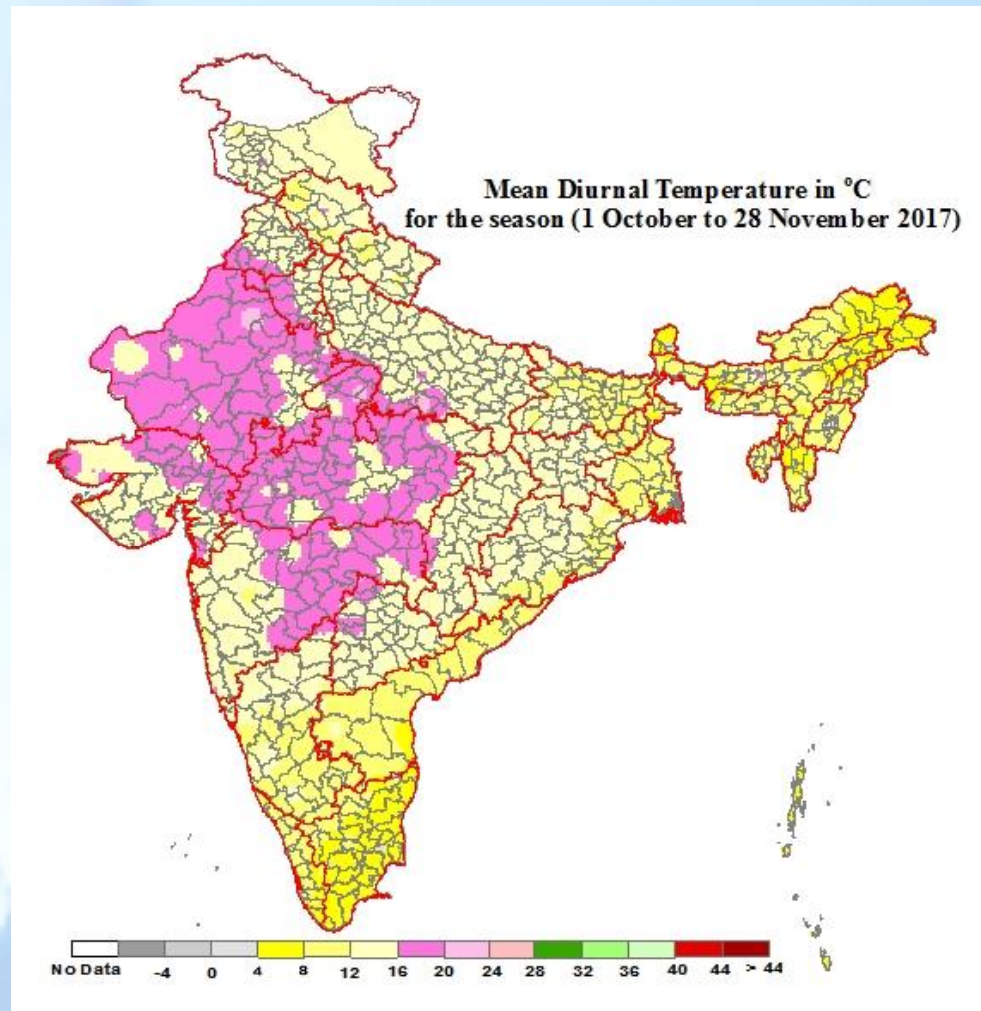 Mean Diurnal Temperature in °C
for the season (1 October to 28 November 2017)
No Data -4 0 4 8 12 16 20 24 28 32 36 40 44 > 44